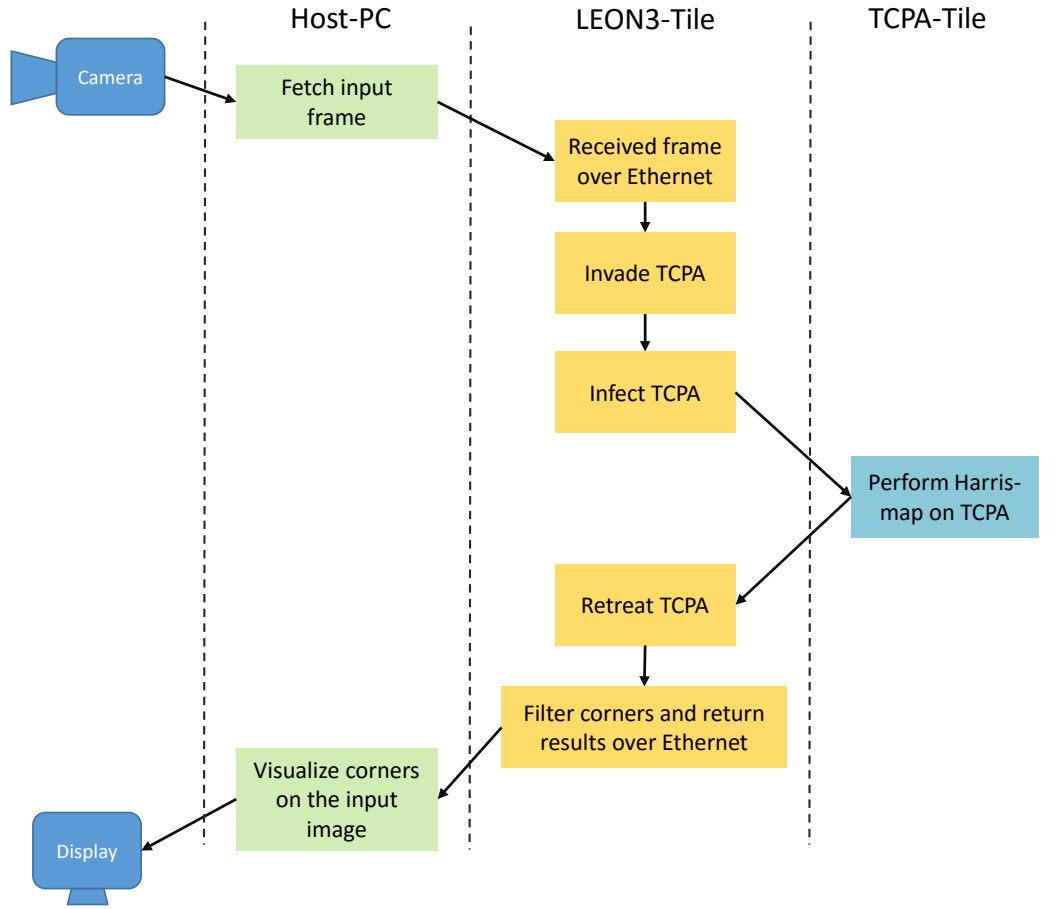 Host-PC
LEON3-Tile
TCPA-Tile
Camera
Fetch input
frame
Received frame
over Ethernet
Invade TCPA
Infect TCPA
Perform Harris-
map on TCPA
Retreat TCPA
Filter corners and return
results over Ethernet
Visualize corners
on the input
image
Display